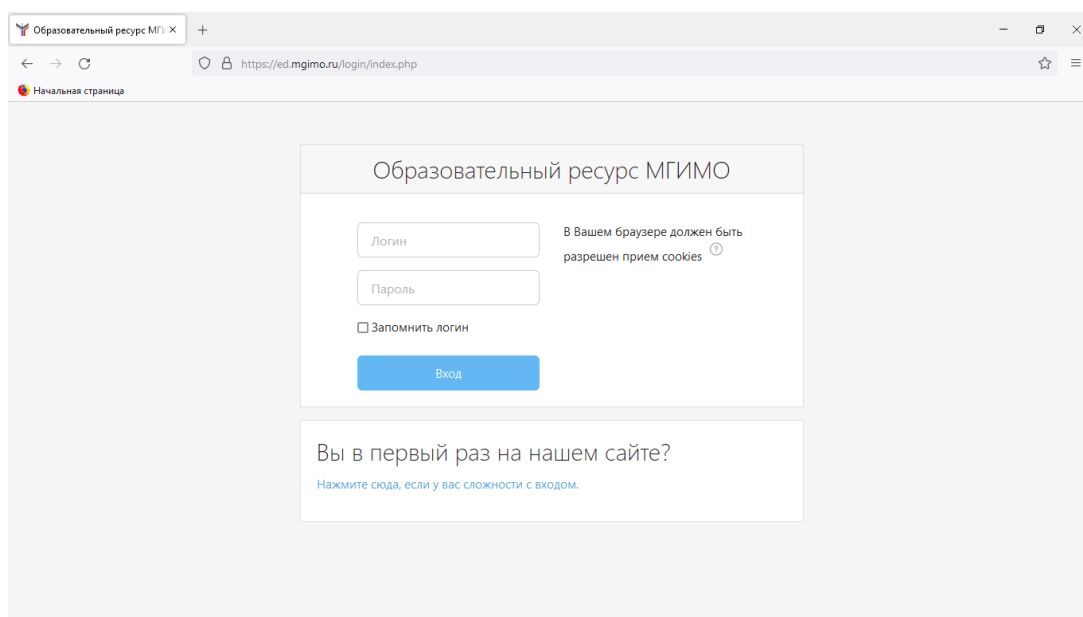 Образовательный ресурс МГИ
https://ed.mgimo.ru/login/index.php
Начальная страница
Образовательный ресурс МГИМО
Логин
В Вашем браузере должен быть
разрешен прием cookies
Пароль
Запомнить логин
Вход
Вы в первый раз на нашем сайте?
Нажмите сюда, если у вас сложности с входом.